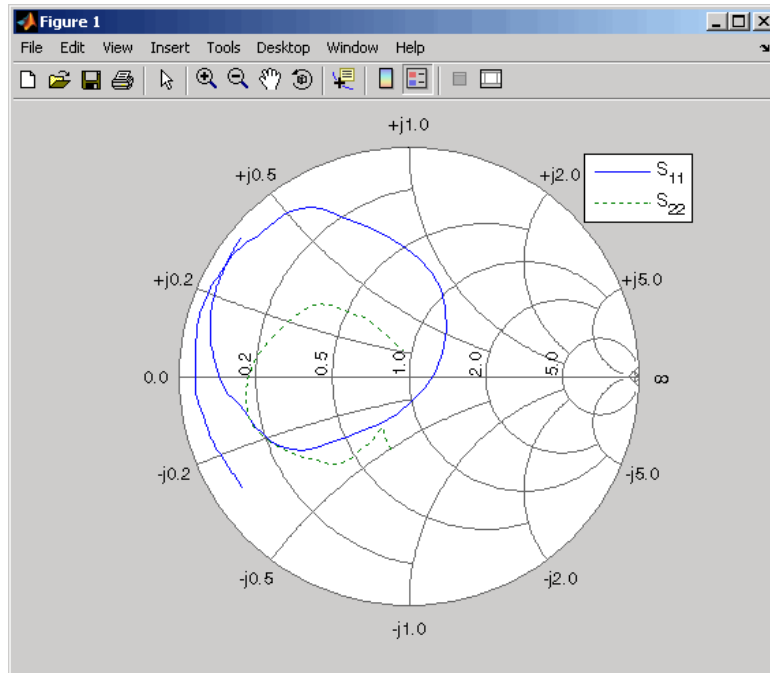 Figure 1
File Edit View Insert Tools Desktop Window Help
+j1.0
+j0.5
+j2.0
S11
S22
+j0.2
+j5.0
0.0
0.2
0.5
1.0
2.0
5.0
∞
-j0.2
-j5.0
-j0.5
-j2.0
-j1.0